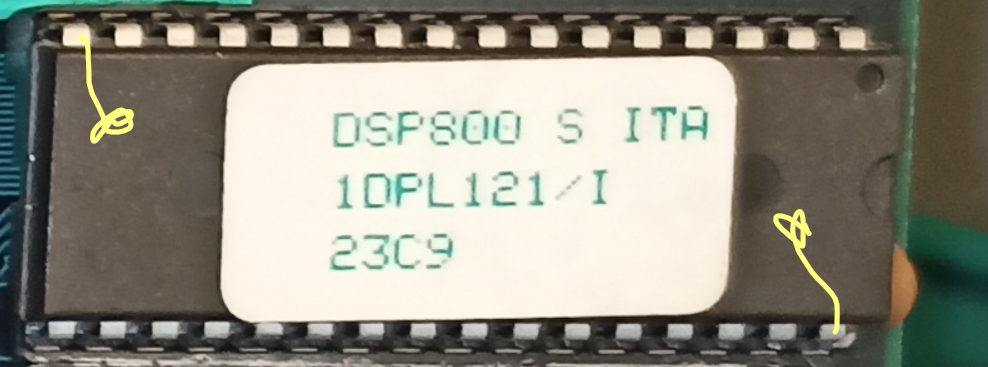 DSP800 S ITA
1DPL121/I
23C9